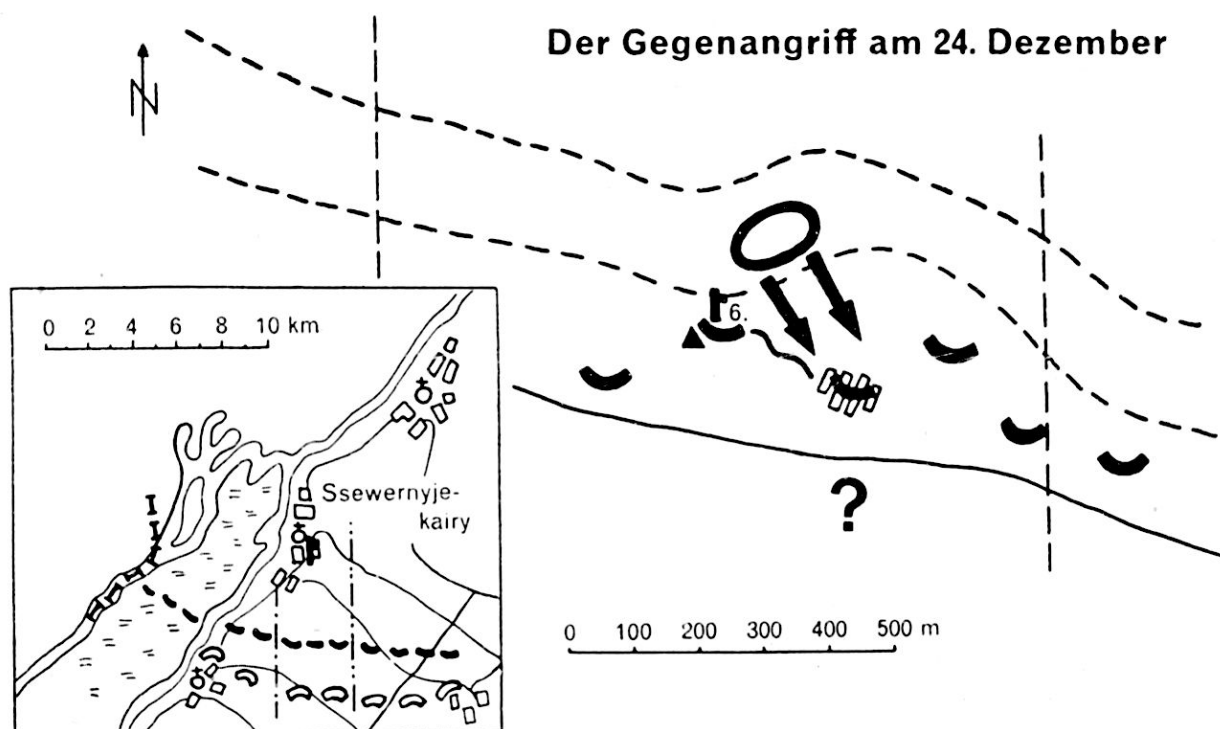 Der Gegenangriff am 24. Dezember
N
6.
0 2 4 6 8 10 km
Ssewernyje-
kairy
?
0 100 200 300 400 500 m